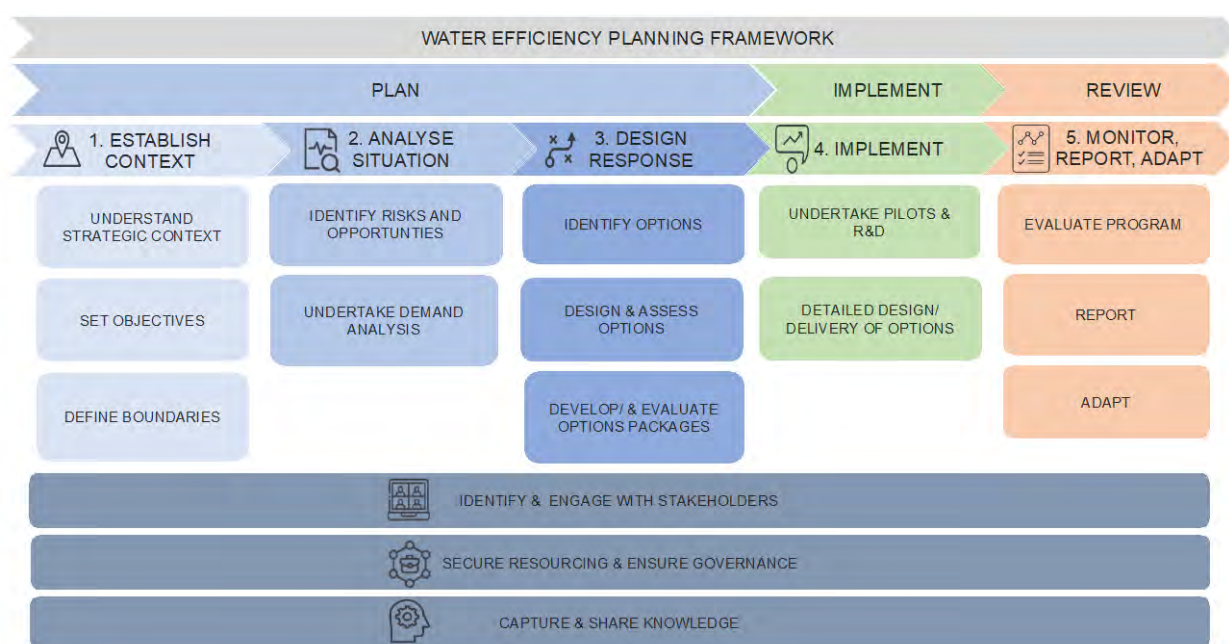 WATER EFFICIENCY PLANNING FRAMEWORK
PLAN
IMPLEMENT
REVIEW
1. ESTABLISH
CONTEXT
2. ANALYSE
SITUATION
3. DESIGN
RESPONSE
4. IMPLEMENT
5. MONITOR,
REPORT, ADAPT
UNDERSTAND
STRATEGIC CONTEXT
SET OBJECTIVES
DEFINE BOUNDARIES
IDENTIFY RISKS AND
OPPORTUNTIES
UNDERTAKE DEMAND
ANALYSIS
IDENTIFY OPTIONS
DESIGN & ASSESS
OPTIONS
DEVELOP/ & EVALUATE
OPTIONS PACKAGES
UNDERTAKE PILOTS &
R&D
DETAILED DESIGN/
DELIVERY OF OPTIONS
EVALUATE PROGRAM
REPORT
ADAPT
IDENTIFY & ENGAGE WITH STAKEHOLDERS
SECURE RESOURCING & ENSURE GOVERNANCE
CAPTURE & SHARE KNOWLEDGE